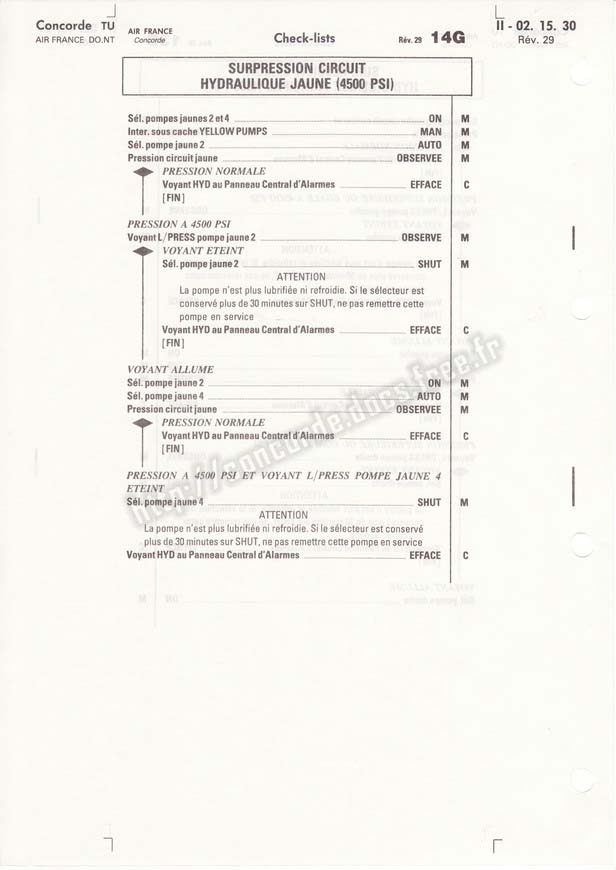 Concorde TU
AIR FRANCE DO.NT
AIR FRANCE
Concorde
Check-lists
Rév. 29 14G
II - 02. 15. 30
Rév. 29
SURPRESSION CIRCUIT
HYDRAULIQUE JAUNE (4500 PSI)
Sél. pompes jaunes 2 et 4 ON M
Inter. sous cache YELLOW PUMPS MAN M
Sél. pompe jaune 2 AUTO M
Pression circuit jaune OBSERVEE M
PRESSION NORMALE
Voyant HYD au Panneau Central d'Alarmes EFFACE C
[FIN]
PRESSION A 4500 PSI
Voyant L/PRESS pompe jaune 2 OBSERVE M
VOYANT ETEINT
Sél. pompe jaune 2 SHUT M
ATTENTION
La pompe n'est plus lubrifiée ni refroidie. Si le sélecteur est
conservé plus de 30 minutes sur SHUT, ne pas remettre cette
pompe en service
Voyant HYD au Panneau Central d'Alarmes EFFACE C
[FIN]
VOYANT ALLUME
Sél. pompe jaune 2 ON M
Sél. pompe jaune 4 AUTO M
Pression circuit jaune OBSERVEE M
PRESSION NORMALE
Voyant HYD au Panneau Central d'Alarmes EFFACE C
[FIN]
PRESSION A 4500 PSI ET VOYANT L/PRESS POMPE JAUNE 4
ETEINT
Sél. pompe jaune 4 SHUT M
ATTENTION
La pompe n'est plus lubrifiée ni refroidie. Si le sélecteur est conservé
plus de 30 minutes sur SHUT, ne pas remettre cette pompe en service
Voyant HYD au Panneau Central d'Alarmes EFFACE C
http://concorde.docs.free.fr